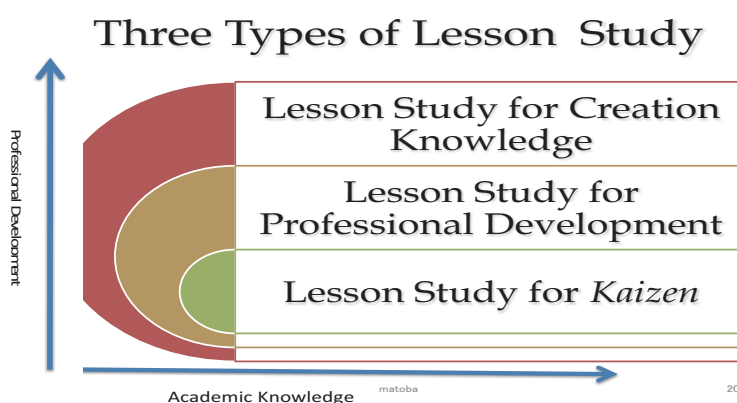 Three Types of Lesson Study
Lesson Study for Creation
Knowledge
Lesson Study for
Professional Development
Lesson Study for Kaizen
Professional Development
Academic Knowledge
matoba
20